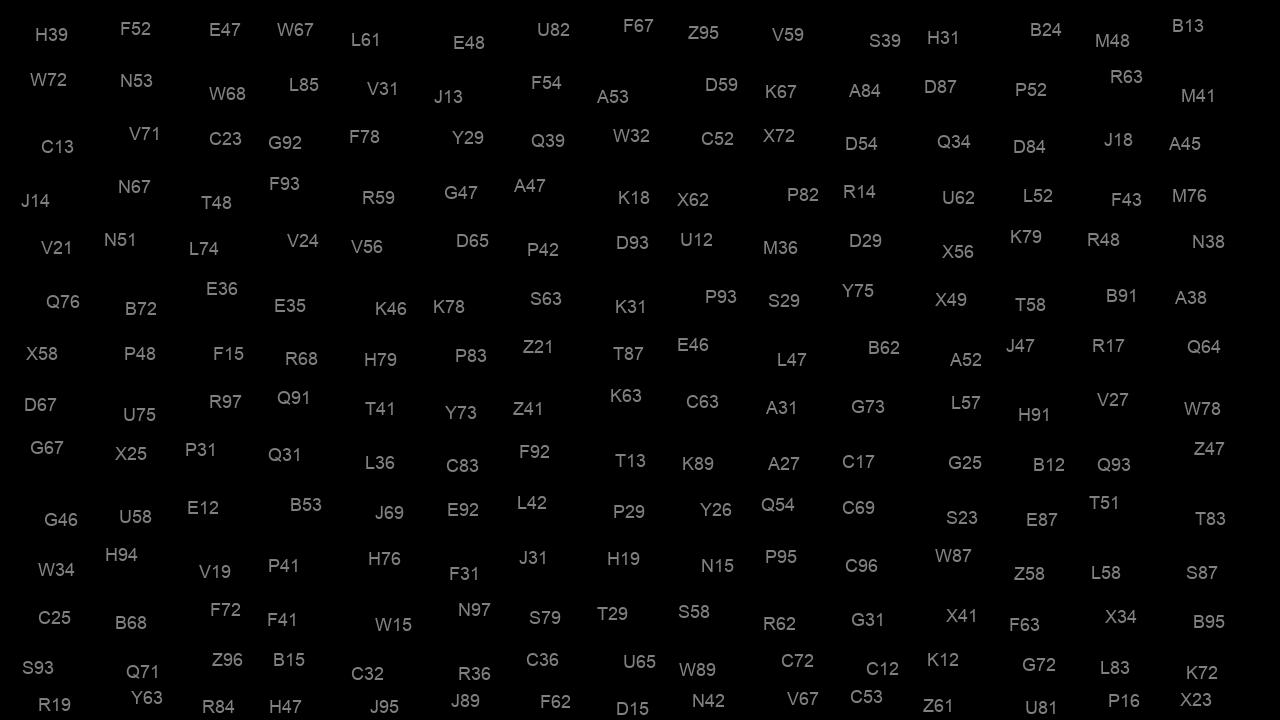 H39 F52 E47 W67 L61 E48 U82 F67 Z95 V59 S39 H31 B24 M48 B13
W72 N53 W68 L85 V31 J13 F54 A53 D59 K67 A84 D87 P52 R63 M41
C13 V71 C23 G92 F78 Y29 Q39 W32 C52 X72 D54 Q34 D84 J18 A45
J14 N67 T48 F93 R59 G47 A47 K18 X62 P82 R14 U62 L52 F43 M76
V21 N51 L74 V24 V56 D65 P42 D93 U12 M36 D29 X56 K79 R48 N38
Q76 B72 E36 E35 K46 K78 S63 K31 P93 S29 Y75 X49 T58 B91 A38
X58 P48 F15 R68 H79 P83 Z21 T87 E46 L47 B62 A52 J47 R17 Q64
D67 U75 R97 Q91 T41 Y73 Z41 K63 C63 A31 G73 L57 H91 V27 W78
G67 X25 P31 Q31 L36 C83 F92 T13 K89 A27 C17 G25 B12 Q93 Z47
G46 U58 E12 B53 J69 E92 L42 P29 Y26 Q54 C69 S23 E87 T51 T83
W34 H94 V19 P41 H76 F31 J31 H19 N15 P95 C96 W87 Z58 L58 S87
C25 B68 F72 F41 W15 N97 S79 T29 S58 R62 G31 X41 F63 X34 B95
S93 Q71 Z96 B15 C32 R36 C36 U65 W89 C72 C12 K12 G72 L83 K72
R19 Y63 R84 H47 J95 J89 F62 D15 N42 V67 C53 Z61 U81 P16 X23